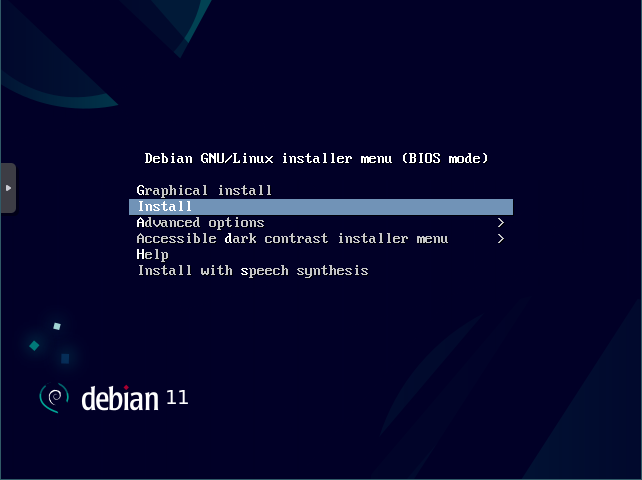 Debian GNU/Linux installer menu (BIOS mode)
Graphical install
Install
Advanced options >
Accessible dark contrast installer menu >
Help
Install with speech synthesis
debian 11